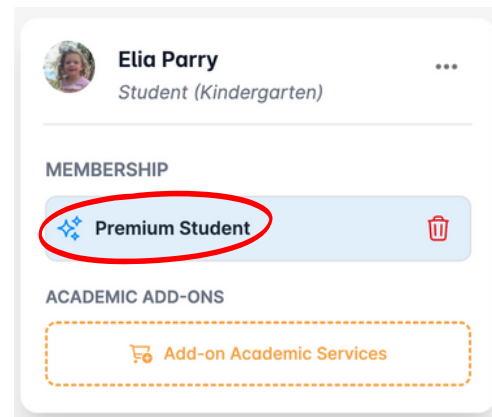 Elia Parry
Student (Kindergarten)
MEMBERSHIP
Premium Student
ACADEMIC ADD-ONS
Add-on Academic Services